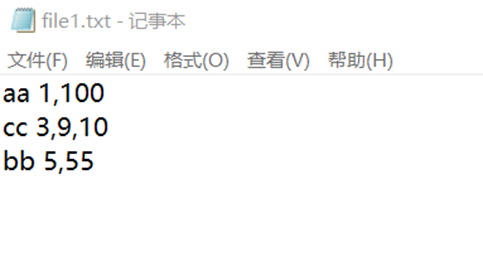 file1.txt - 记事本
文件(F) 编辑(E) 格式(O) 查看(V) 帮助(H)
aa 1,100
cc 3,9,10
bb 5,55